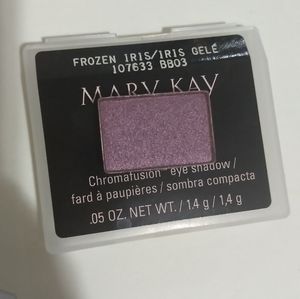 FROZEN IRIS/IRIS GELÉ
107633 BB03
MARY KAY
Chromafusion™ eye shadow /
fard à paupières / sombra compacta
.05 OZ. NET WT. / 1.4 g / 1,4 g